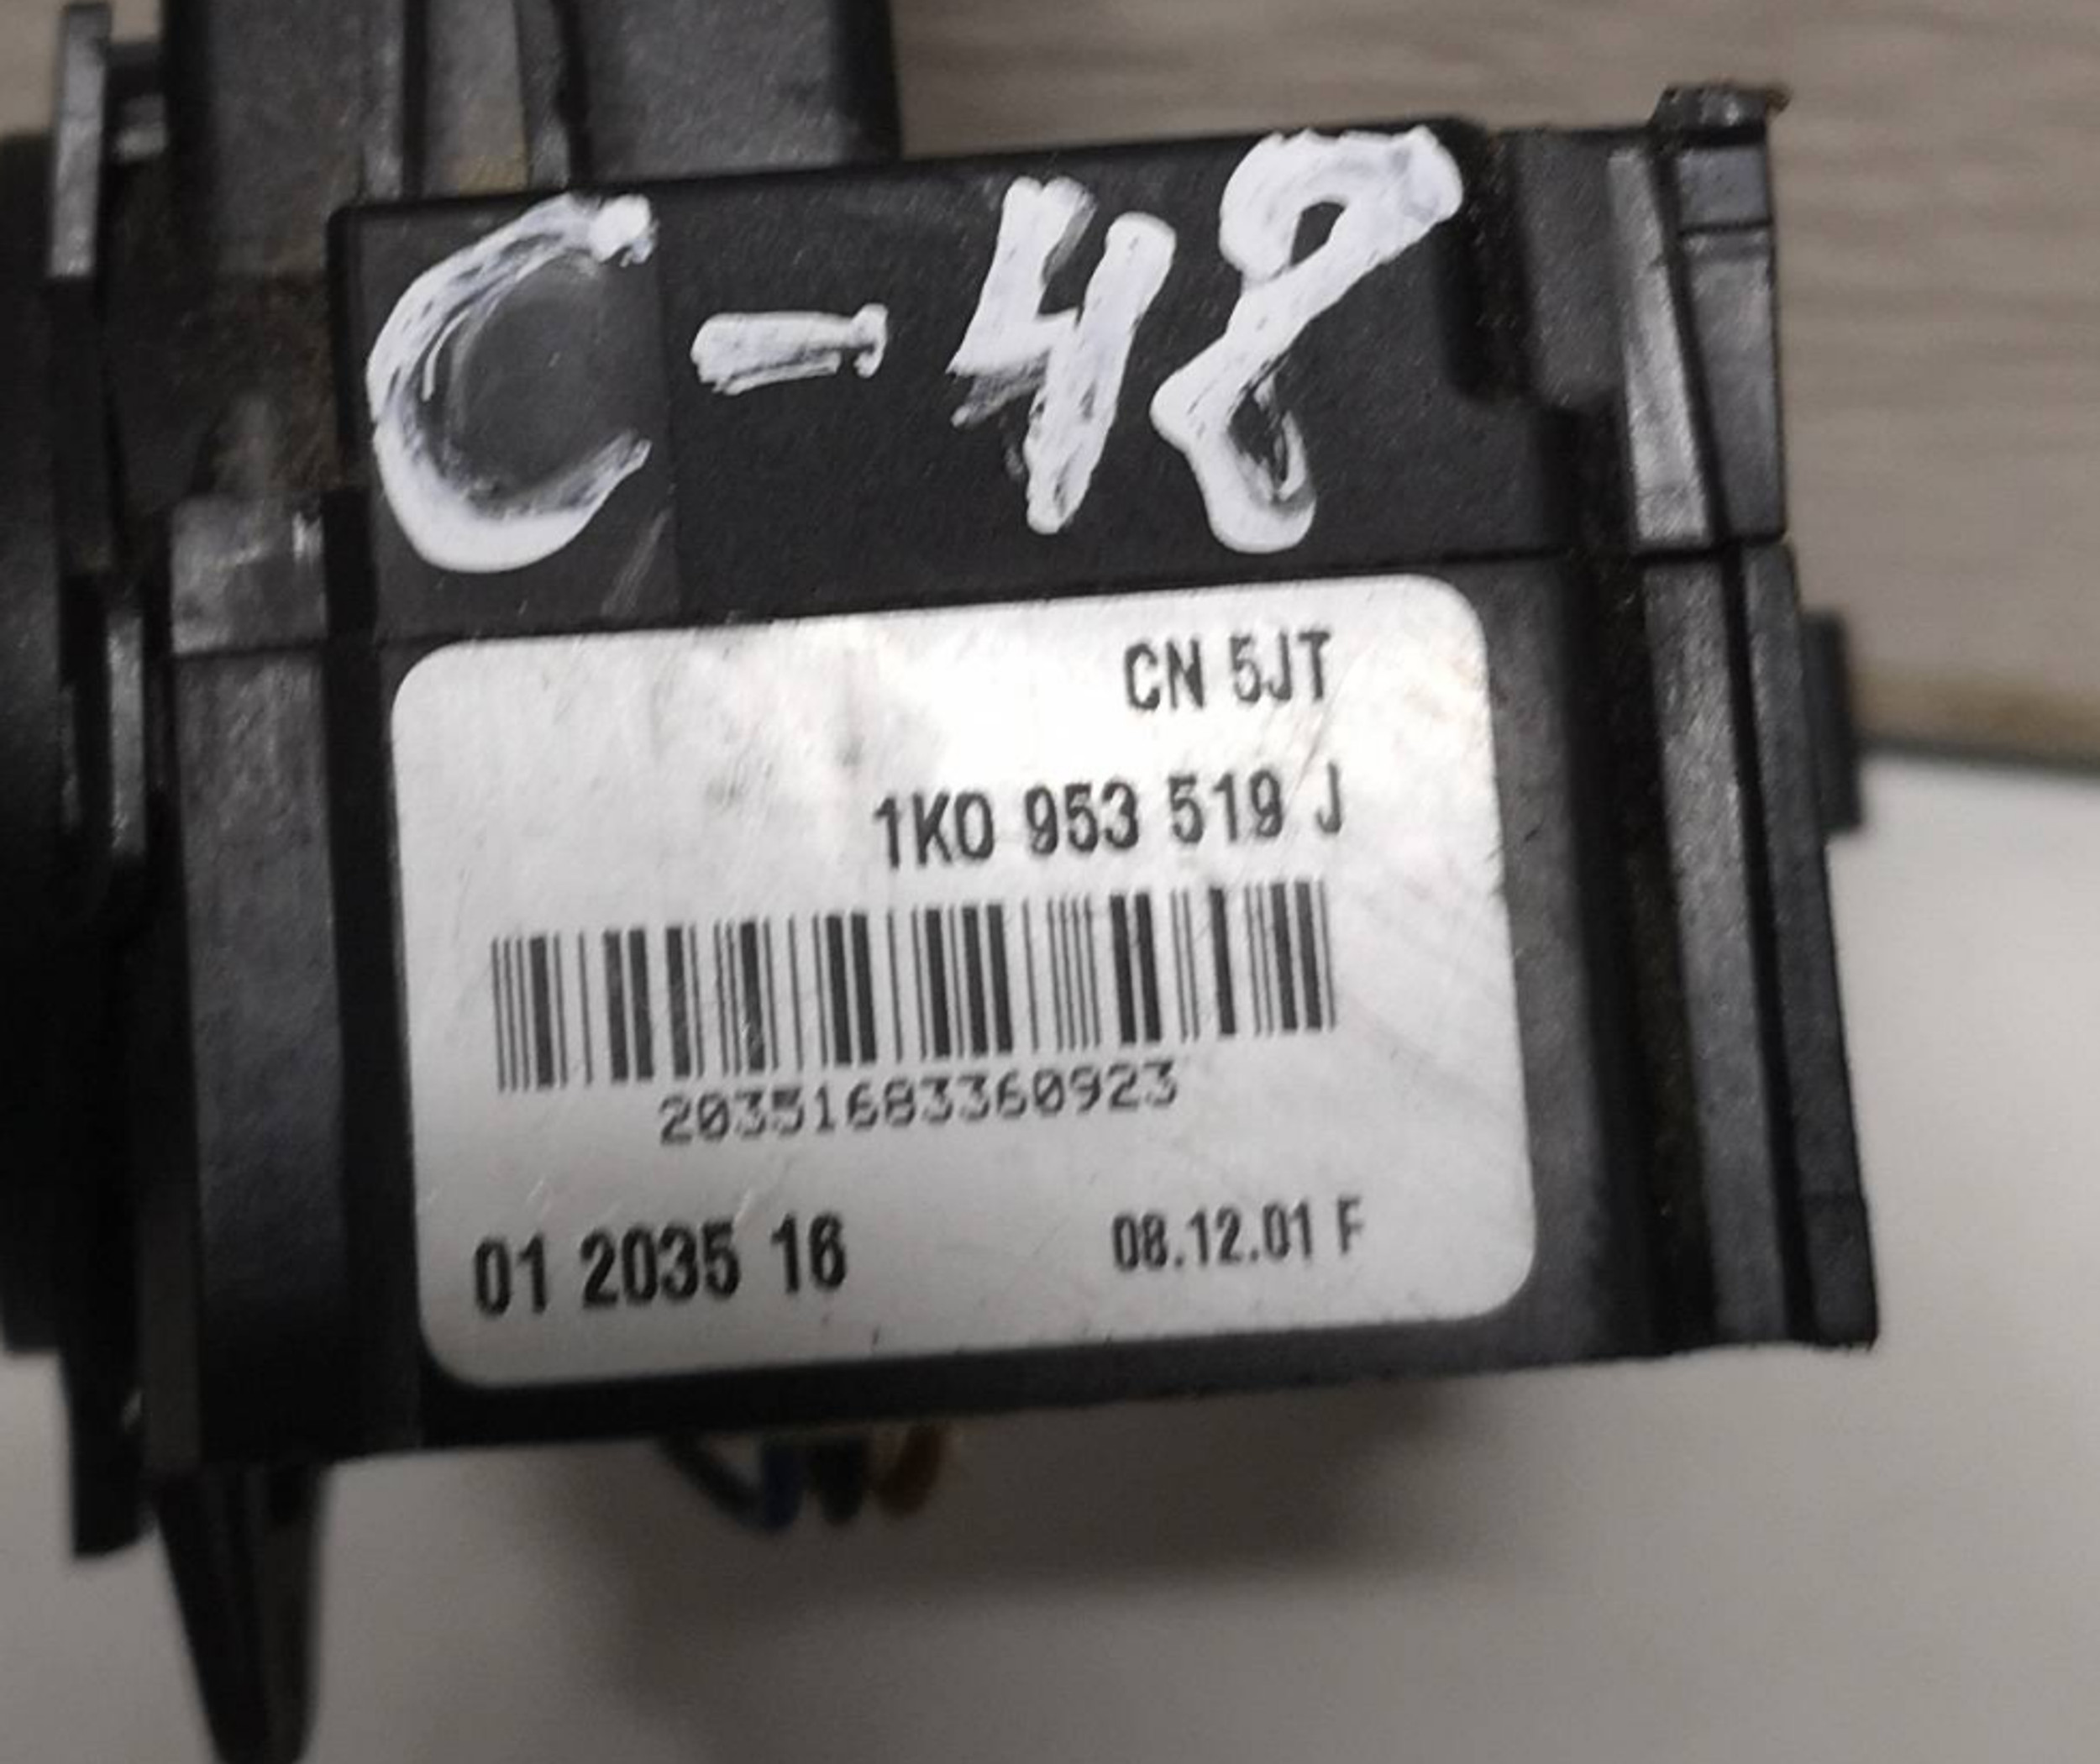 C-48
CN 5JT
1K0 953 519 J
20351683360923
01 2035 16
08.12.01 F